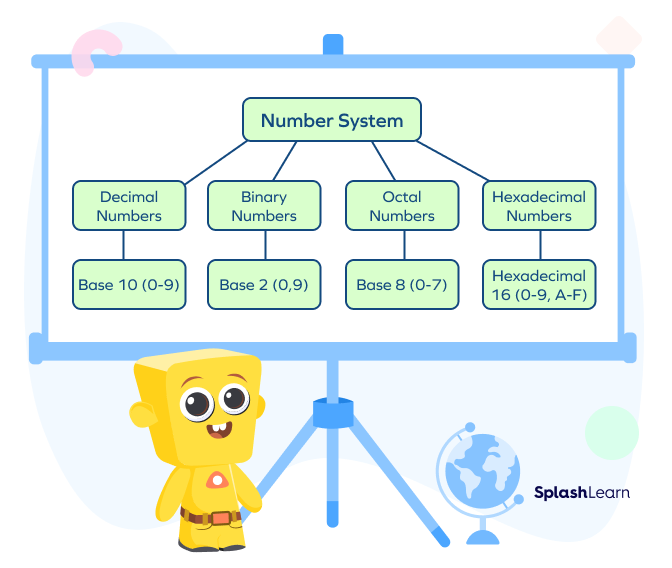 Number System
Decimal
Numbers
Binary
Numbers
Octal
Numbers
Hexadecimal
Numbers
Base 10 (0-9)
Base 2 (0,9)
Base 8 (0-7)
Hexadecimal
16 (0-9, A-F)
SplashLearn